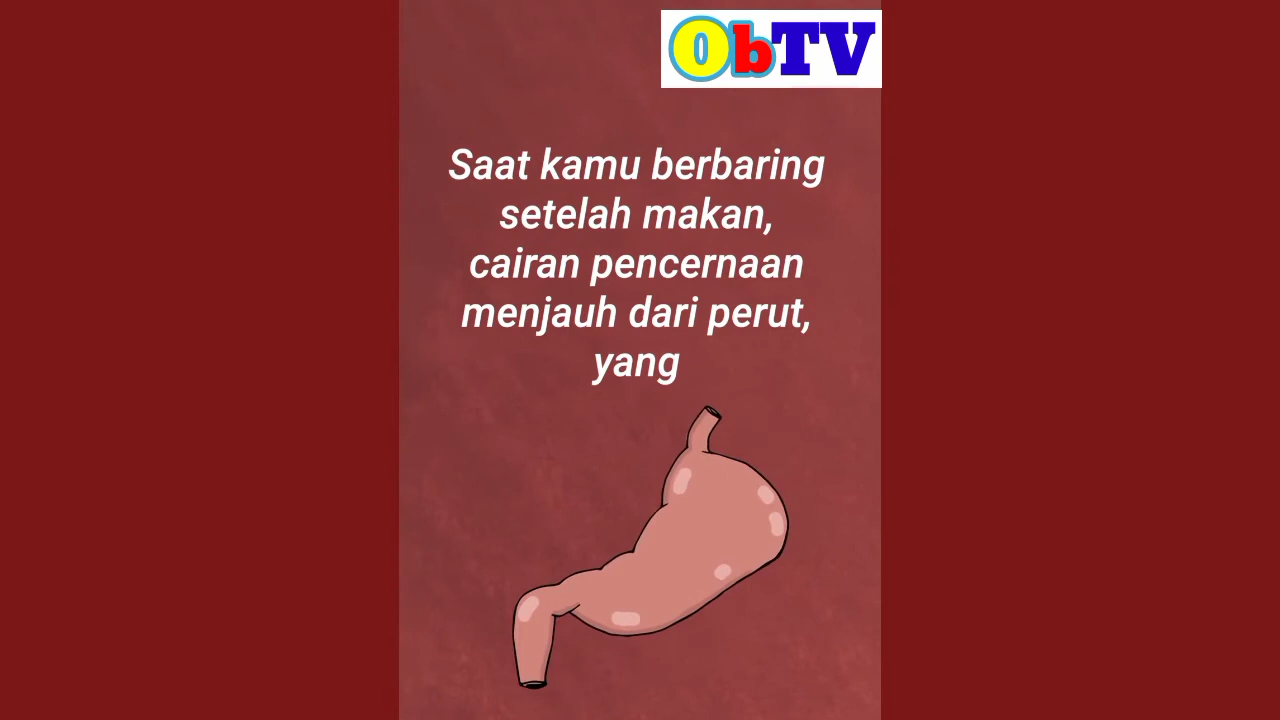 ObTV
Saat kamu berbaring
setelah makan,
cairan pencernaan
menjauh dari perut,
yang